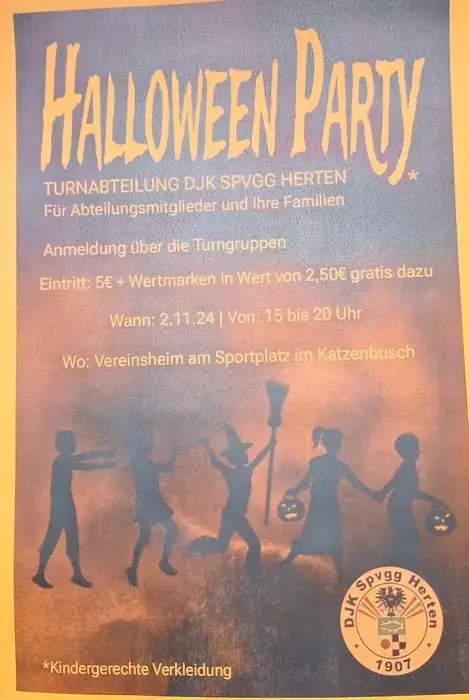 HALLOWEEN PARTY
TURNABTEILUNG DJK SPVGG HERTEN *
Für Abteilungsmitglieder und Ihre Familien
Anmeldung über die Turngruppen
Eintritt: 5€ + Wertmarken in Wert von 2,50€ gratis dazu
Wann: 2.11.24 | Von: 15 bis 20 Uhr
Wo: Vereinsheim am Sportplatz im Katzenbusch
DJK Spvgg Herten
1907
*Kindergerechte Verkleidung